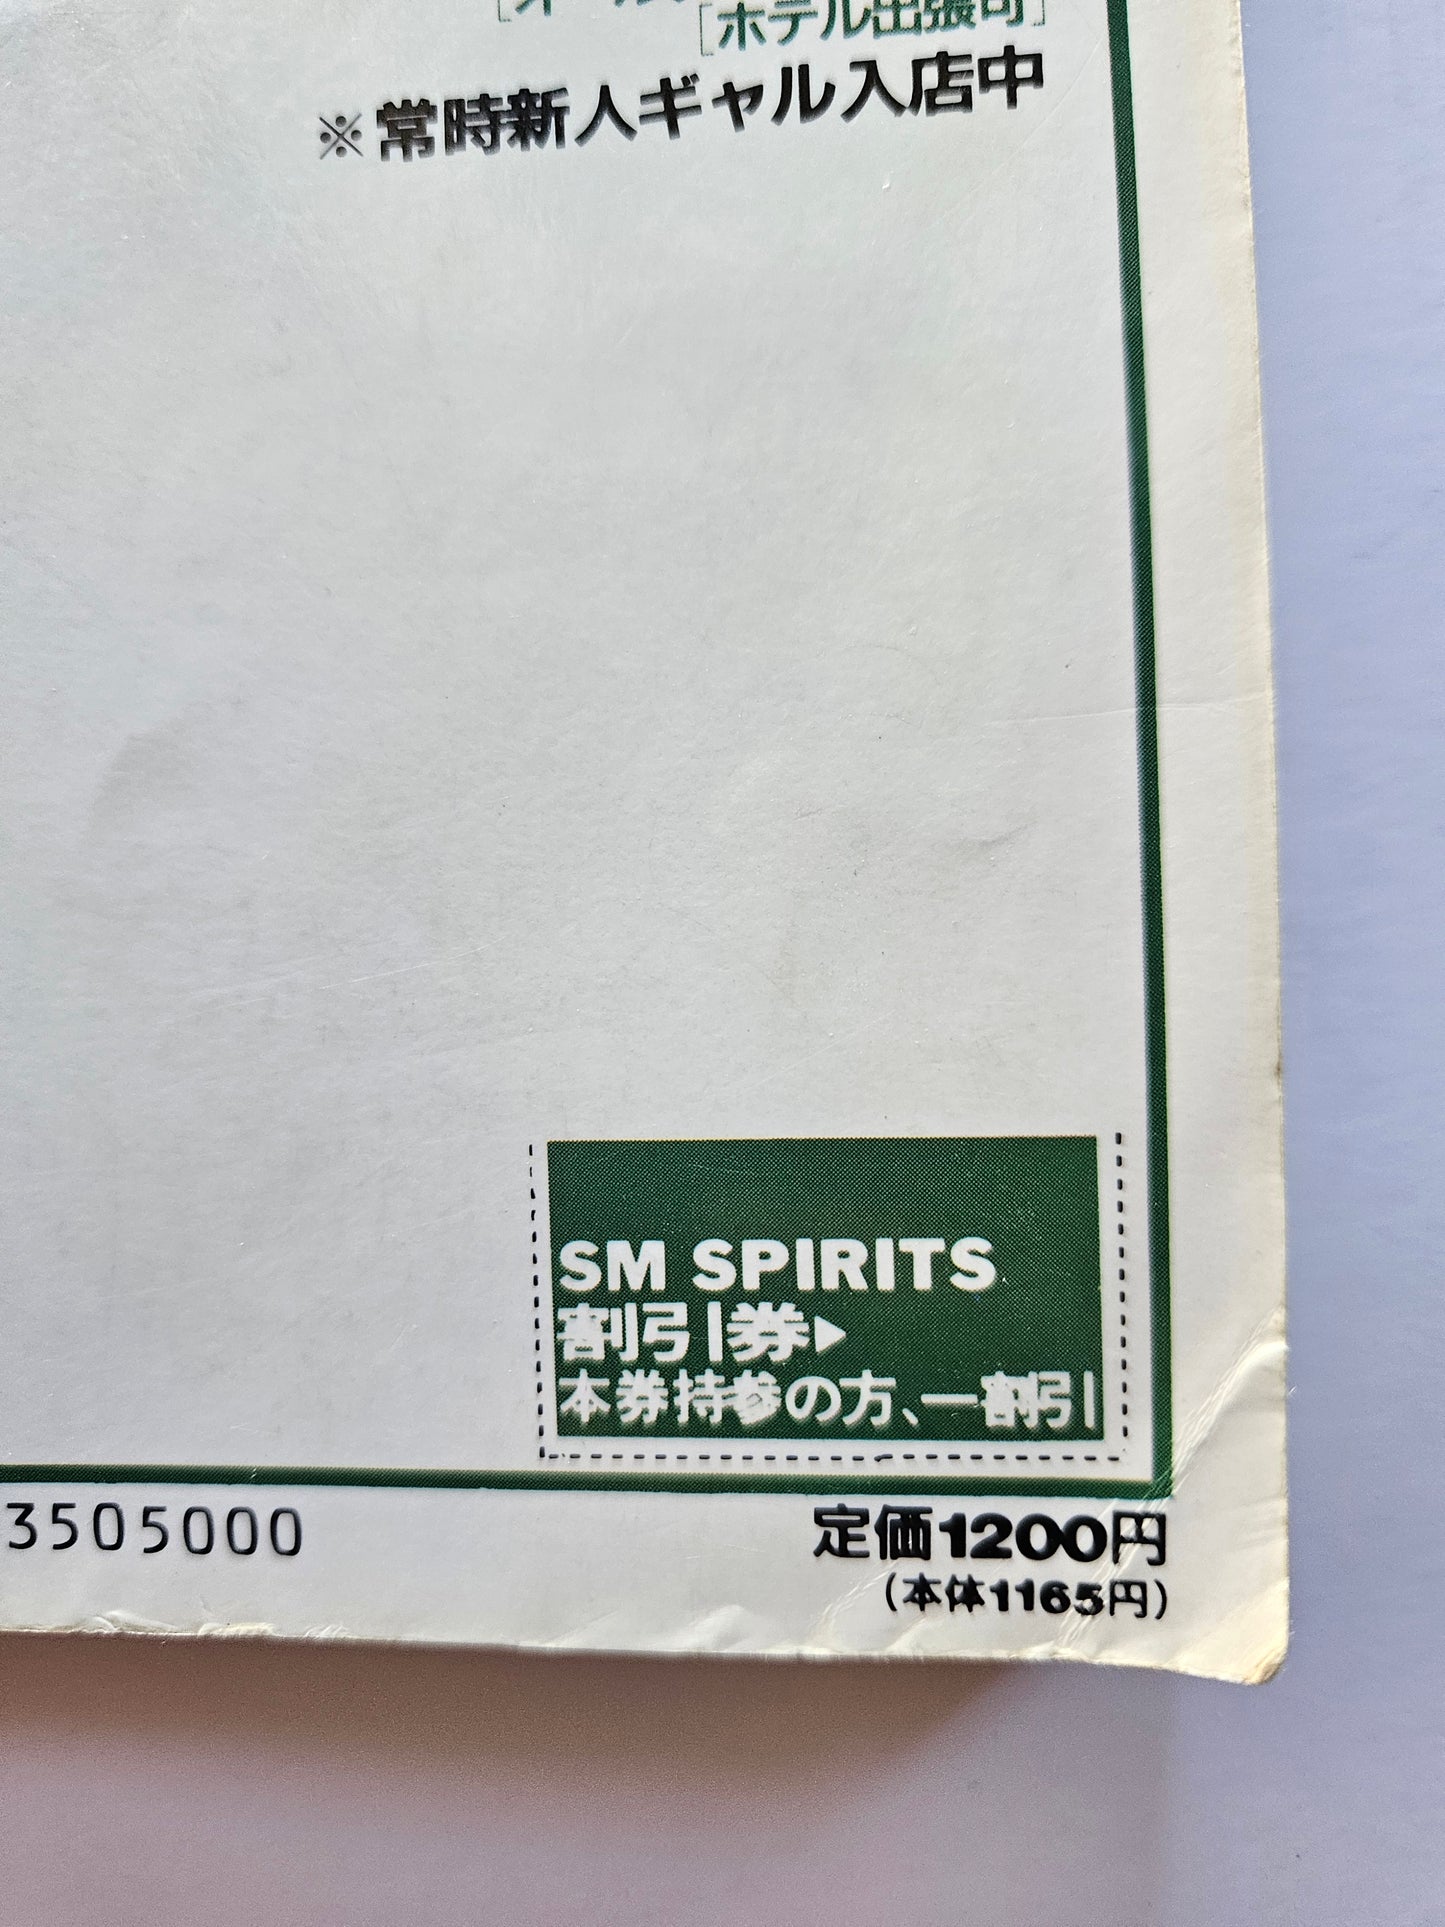 [ホテル出張可]
※常時新人ギャル入店中
SM SPIRITS
割引券▶
本券持参の方、一割引
3505000
定価1200円
(本体1165円)